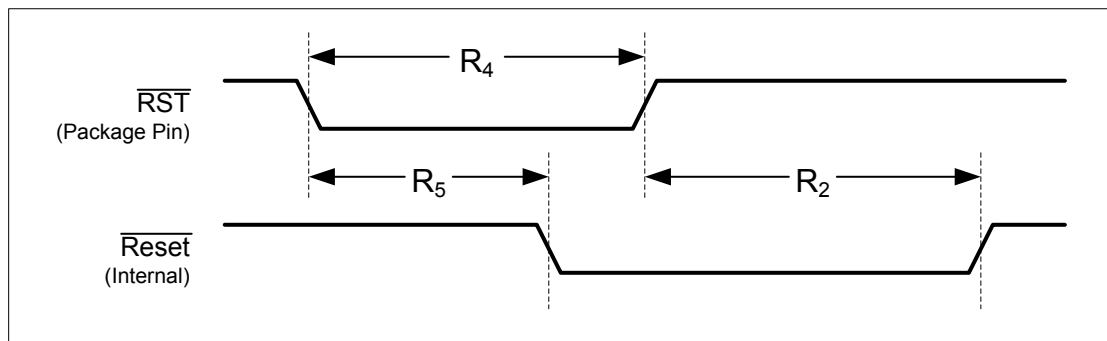 R₄
RST
(Package Pin)
R₅
R₂
Reset
(Internal)